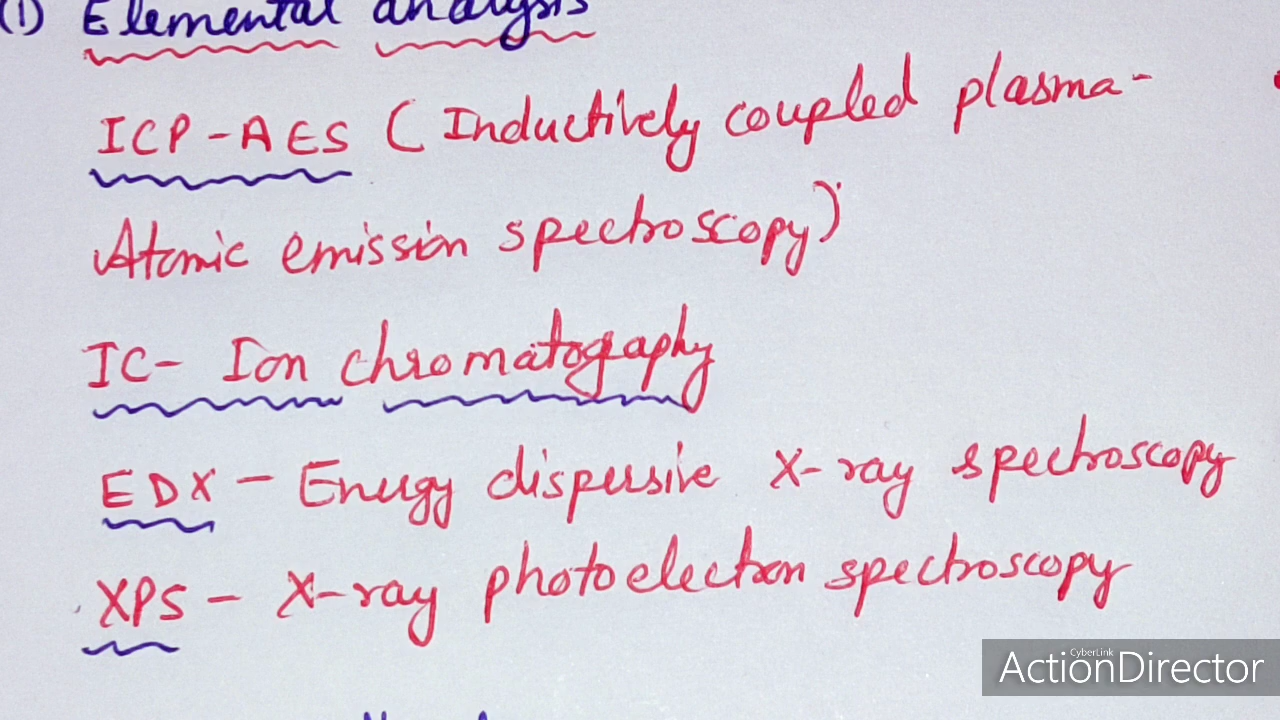 (1) Elemental analysis
ICP-AES (Inductively coupled plasma-
Atomic emission spectroscopy)
IC- Ion chromatography
EDX - Energy dispersive X-ray spectroscopy
XPS - X-ray photoelectron spectroscopy
CyberLink
ActionDirector